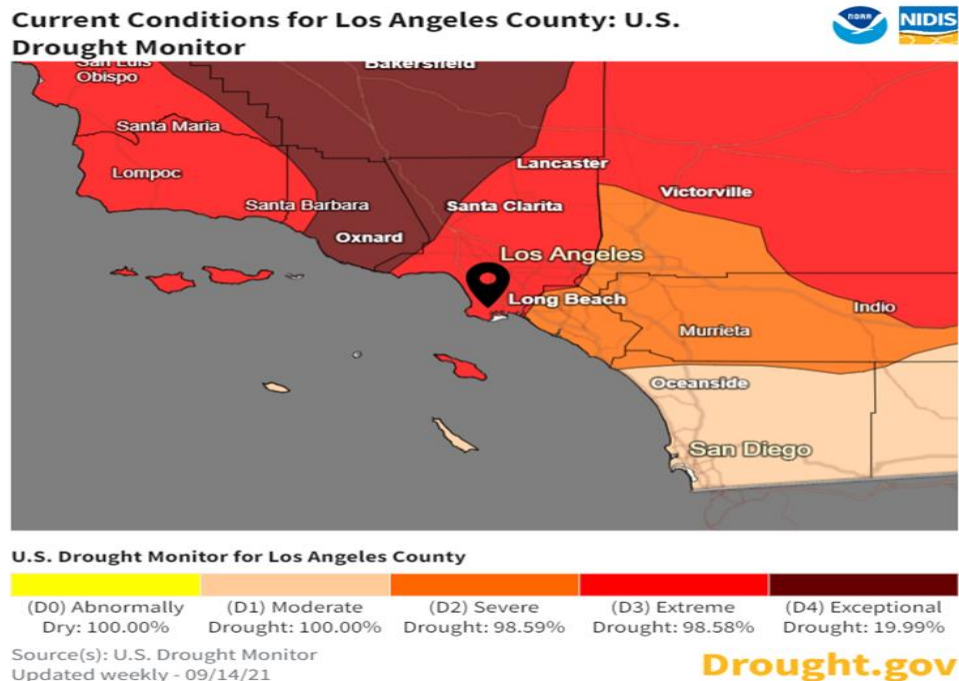 Current Conditions for Los Angeles County: U.S.
Drought Monitor
NOAA
NIDIS
San Luis
Obispo
Bakersfield
Santa Maria
Lompoc
Lancaster
Victorville
Santa Barbara
Santa Clarita
Oxnard
Los Angeles
Long Beach
Indio
Murrieta
Oceanside
San Diego
U.S. Drought Monitor for Los Angeles County
(D0) Abnormally
Dry: 100.00%
(D1) Moderate
Drought: 100.00%
(D2) Severe
Drought: 98.59%
(D3) Extreme
Drought: 98.58%
(D4) Exceptional
Drought: 19.99%
Source(s): U.S. Drought Monitor
Updated weekly - 09/14/21
Drought.gov